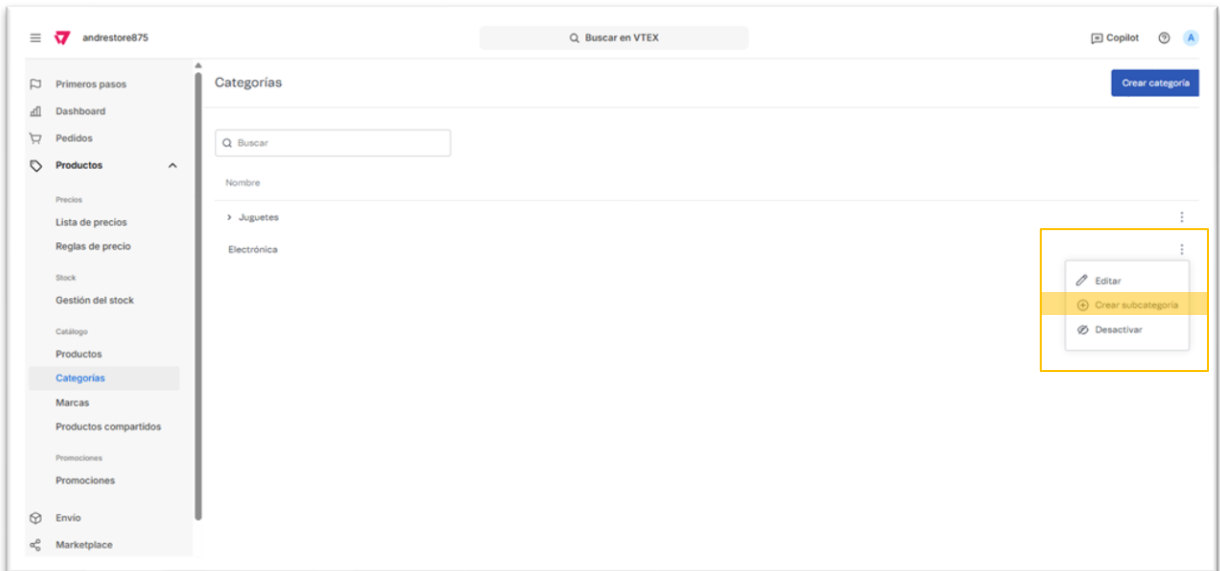 andrestore875
Buscar en VTEX
Copilot
A
Primeros pasos
Dashboard
Pedidos
Productos
Precios
Lista de precios
Reglas de precio
Stock
Gestión del stock
Catálogo
Productos
Categorías
Marcas
Productos compartidos
Promociones
Promociones
Envío
Marketplace
Categorías
Crear categoría
Buscar
Nombre
Juguetes
Electrónica
Editar
Crear subcategoría
Desactivar